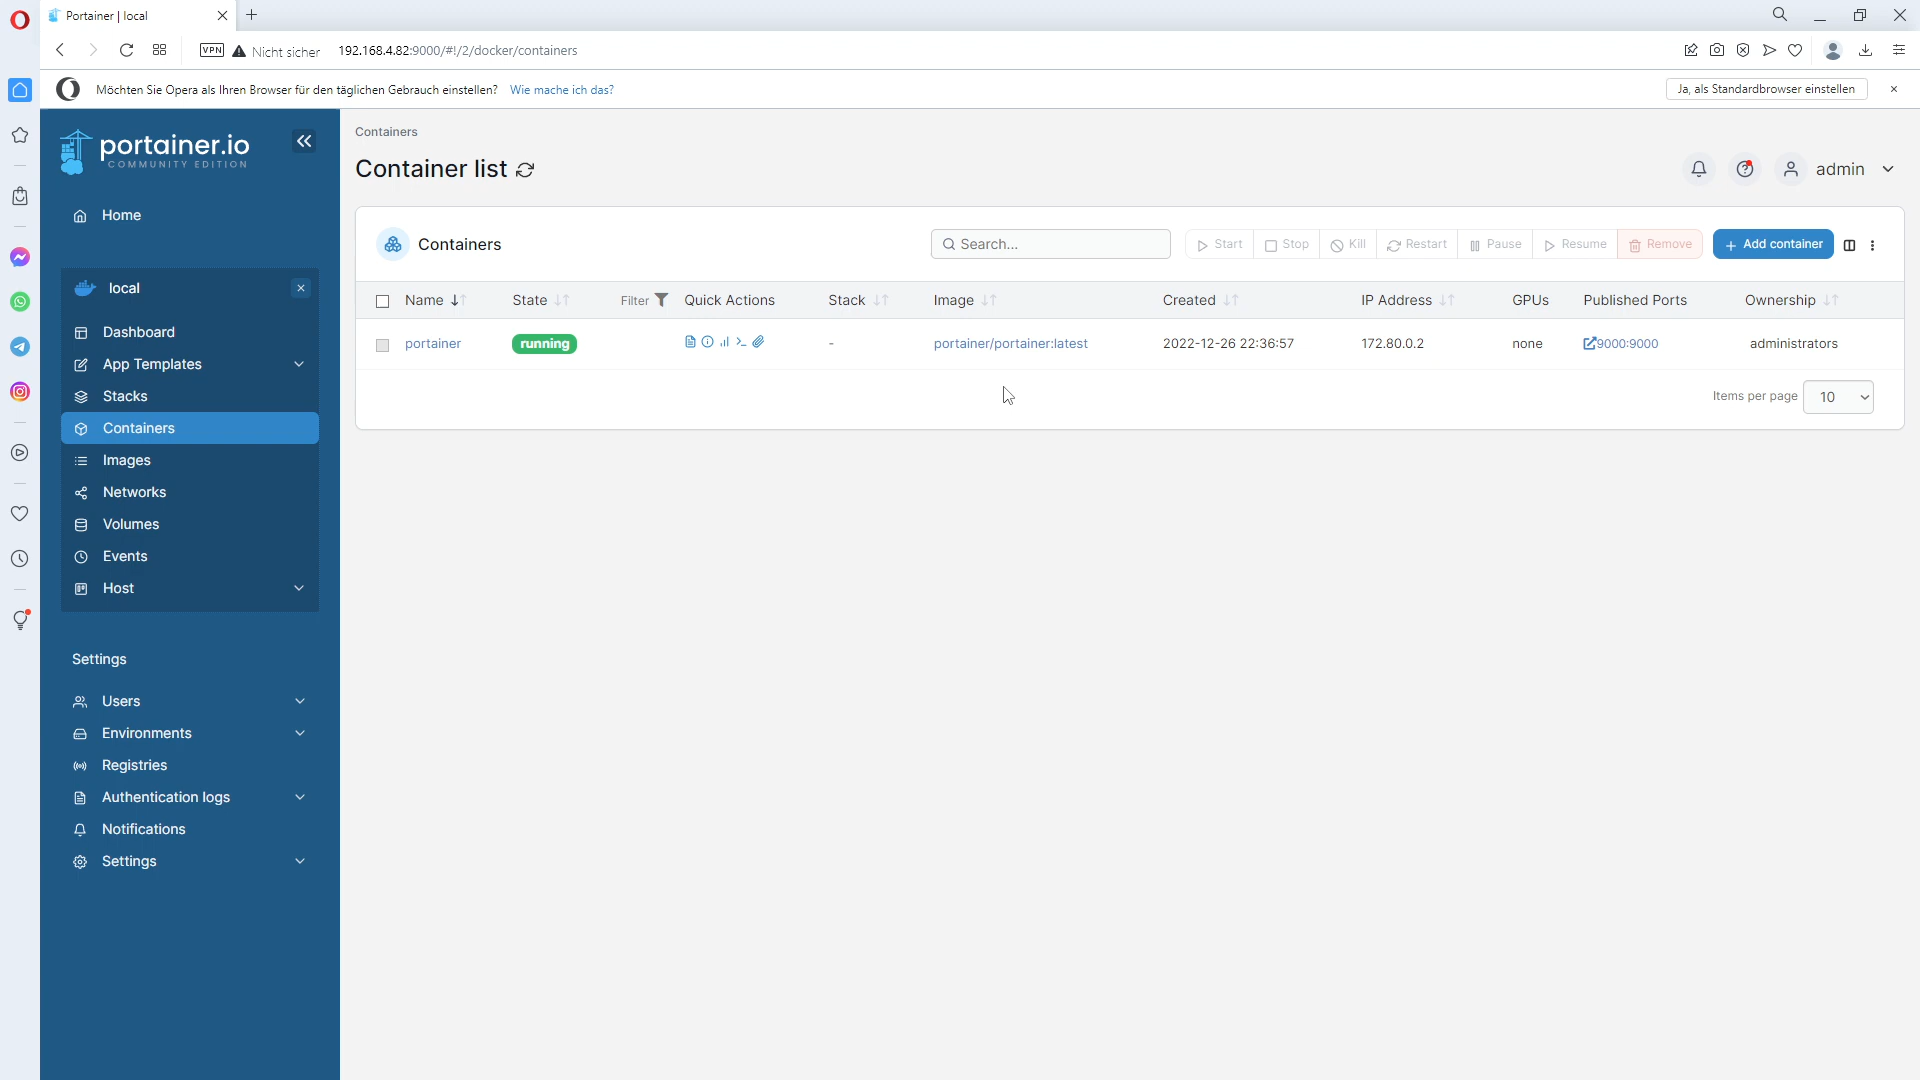 Portainer | local
VPN Nicht sicher 192.168.4.82:9000/#!/2/docker/containers
Möchten Sie Opera als Ihren Browser für den täglichen Gebrauch einstellen? Wie mache ich das? Ja, als Standardbrowser einstellen
portainer.io
COMMUNITY EDITION
Home
local
Dashboard
App Templates
Stacks
Containers
Images
Networks
Volumes
Events
Host
Settings
Users
Environments
Registries
Authentication logs
Notifications
Settings
Containers
Container list
admin
Containers Search... Start Stop Kill Restart Pause Resume Remove + Add container
Name State Filter Quick Actions Stack Image Created IP Address GPUs Published Ports Ownership
portainer running - portainer/portainer:latest 2022-12-26 22:36:57 172.80.0.2 none 9000:9000 administrators
Items per page 10